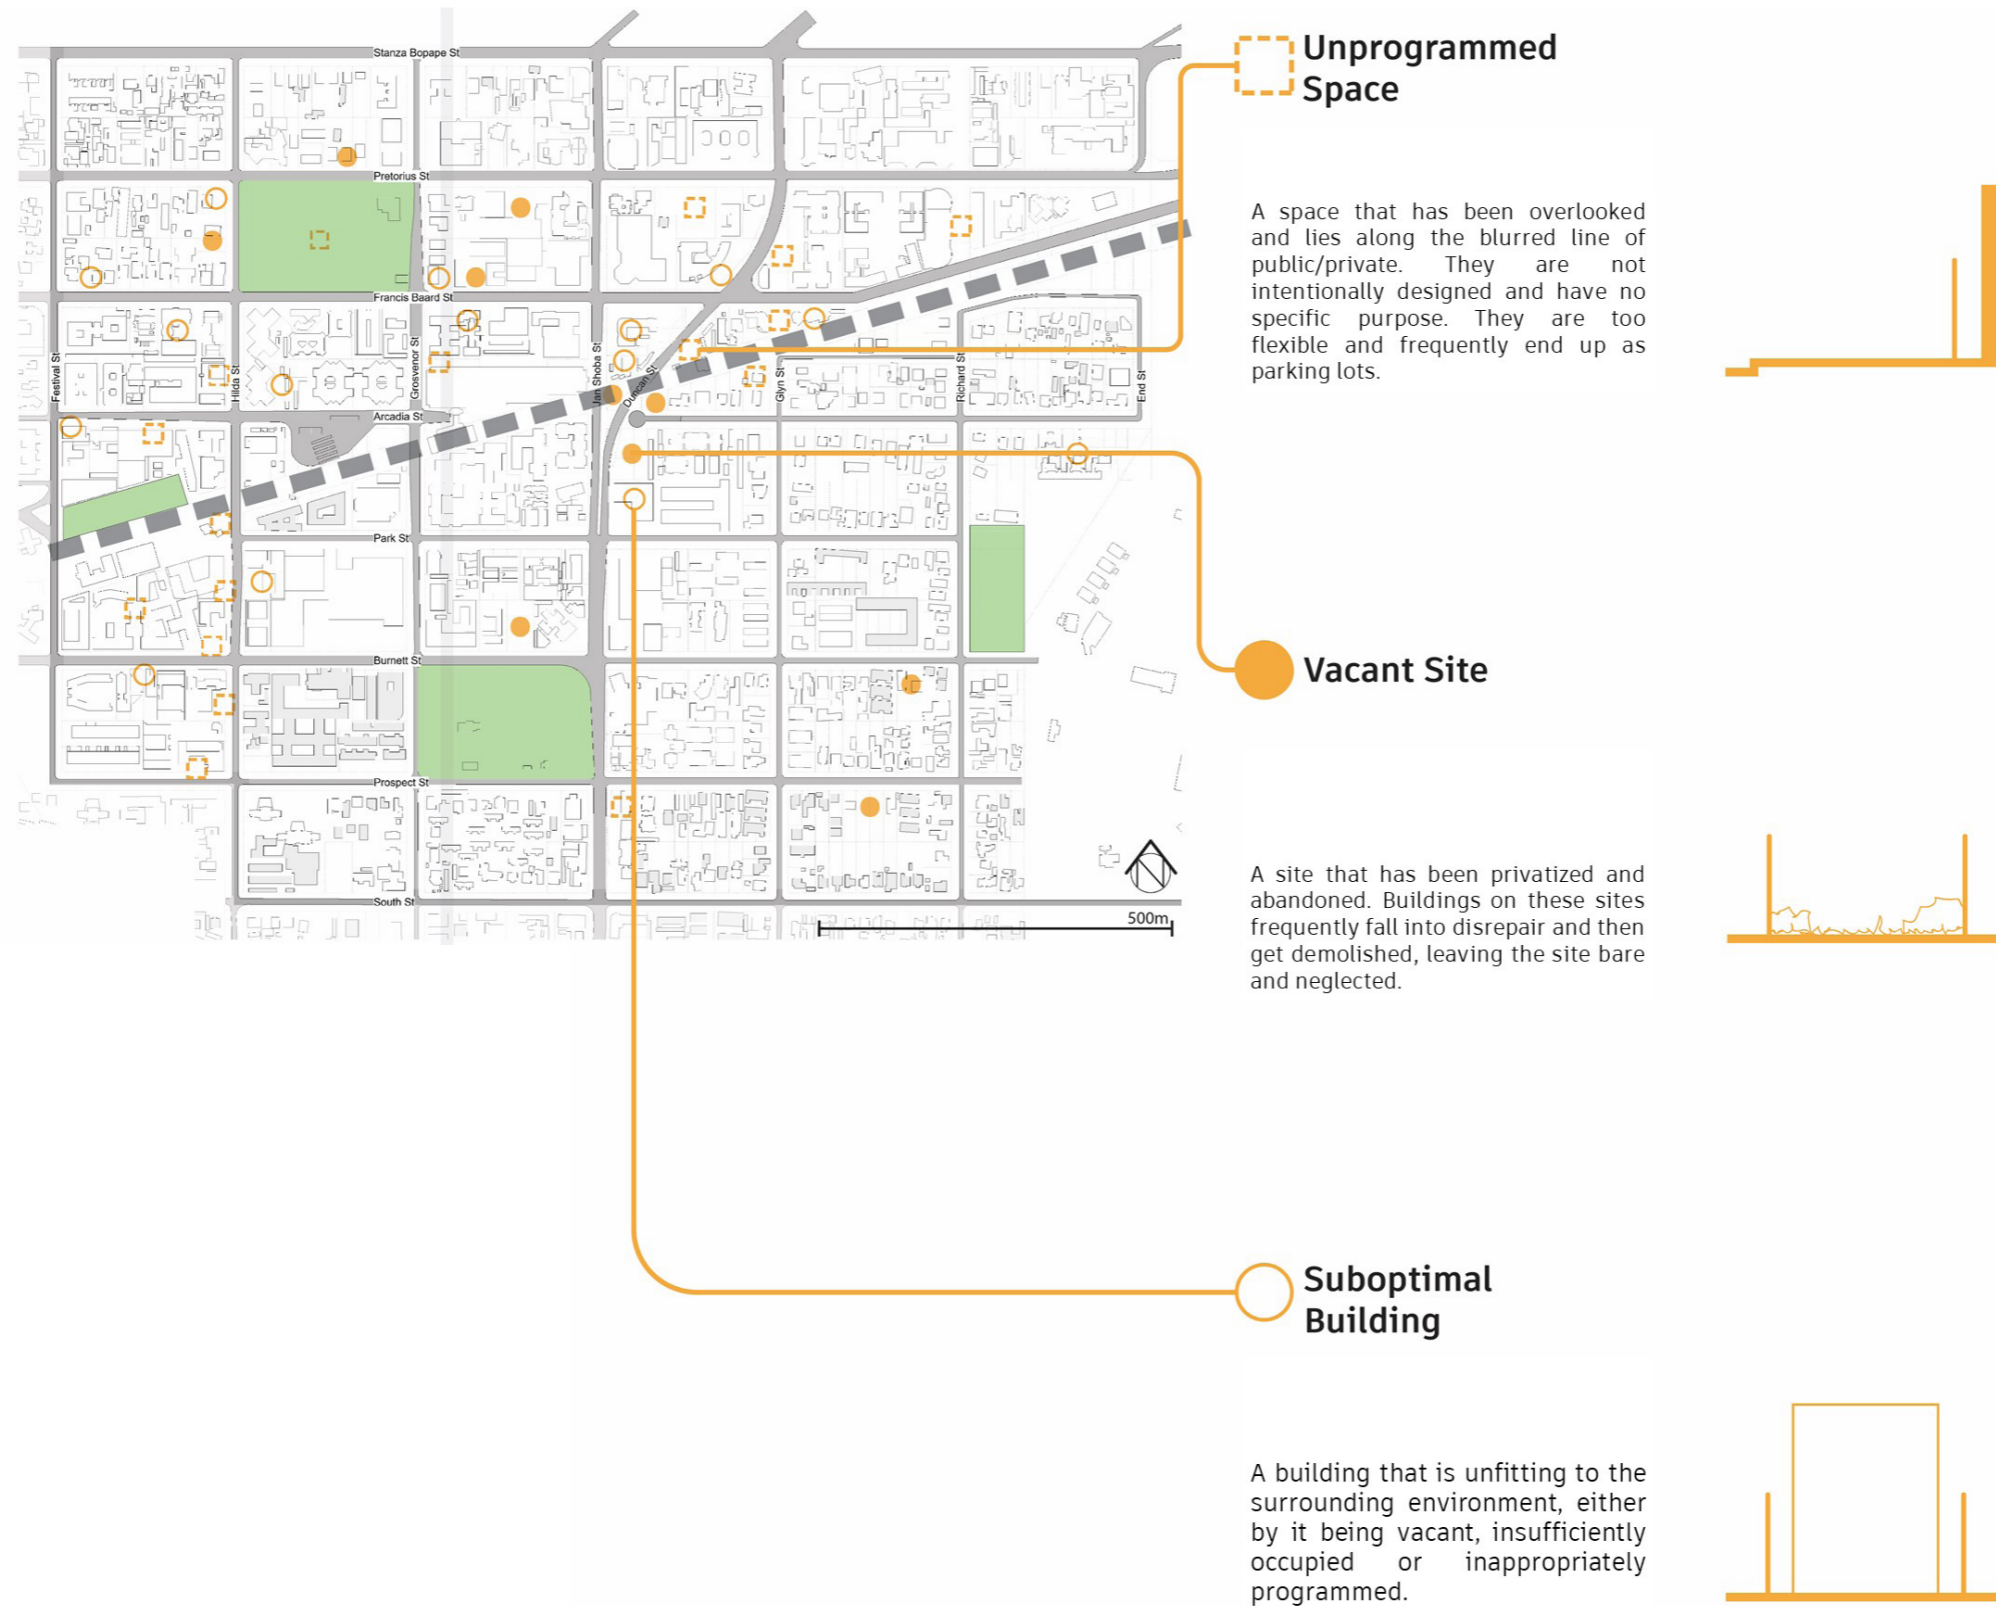 Stanza Bopape St
Pretorius St
Francis Baard St
Festival St
Hilda St
Grosvenor St
Jan Shoba St
Duncan St
Glyn St
Richard St
End St
Arcadia St
Park St
Burnett St
Prospect St
South St
N
500m
Unprogrammed
Space
A space that has been overlooked
and lies along the blurred line of
public/private. They are not
intentionally designed and have no
specific purpose. They are too
flexible and frequently end up as
parking lots.
Vacant Site
A site that has been privatized and
abandoned. Buildings on these sites
frequently fall into disrepair and then
get demolished, leaving the site bare
and neglected.
Suboptimal
Building
A building that is unfitting to the
surrounding environment, either
by it being vacant, insufficiently
occupied or inappropriately
programmed.